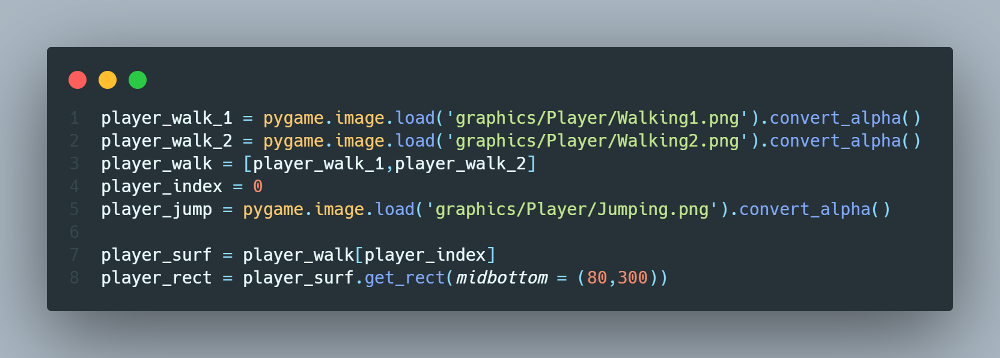 1 player_walk_1 = pygame.image.load('graphics/Player/Walking1.png').convert_alpha()
2 player_walk_2 = pygame.image.load('graphics/Player/Walking2.png').convert_alpha()
3 player_walk = [player_walk_1,player_walk_2]
4 player_index = 0
5 player_jump = pygame.image.load('graphics/Player/Jumping.png').convert_alpha()
6
7 player_surf = player_walk[player_index]
8 player_rect = player_surf.get_rect(midbottom = (80,300))